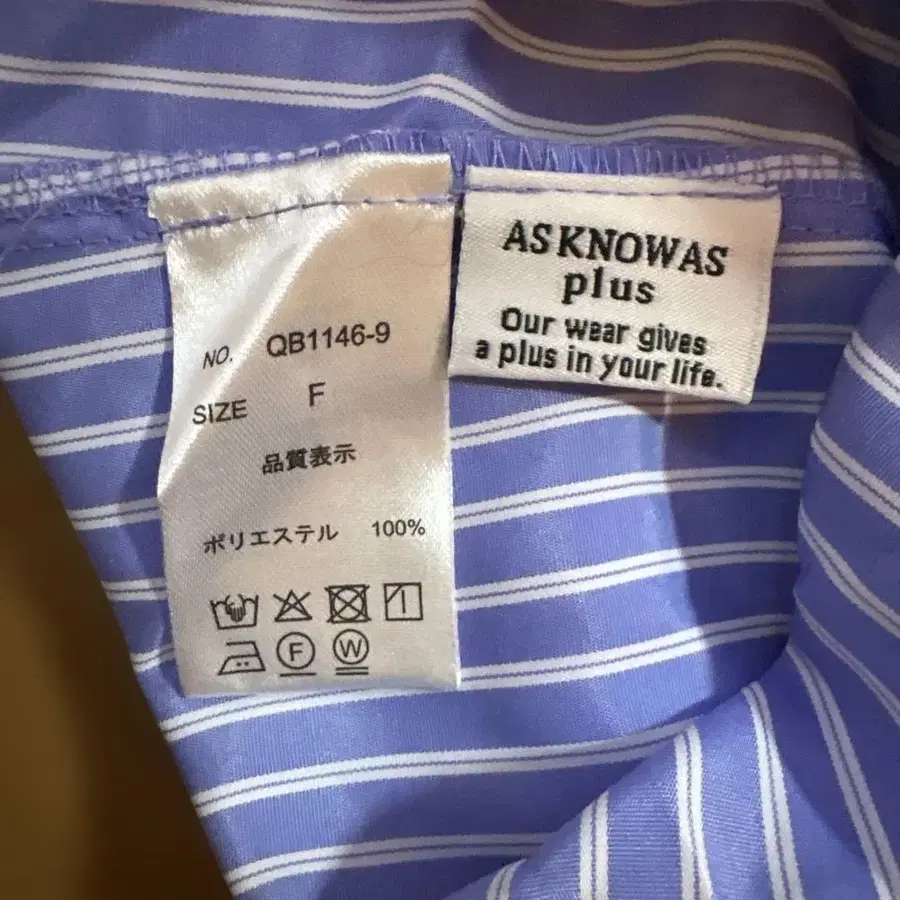 NO. QB1146-9
SIZE F
品質表示
ポリエステル 100%
F W
ASKNOWAS
plus
Our wear gives
a plus in your life.